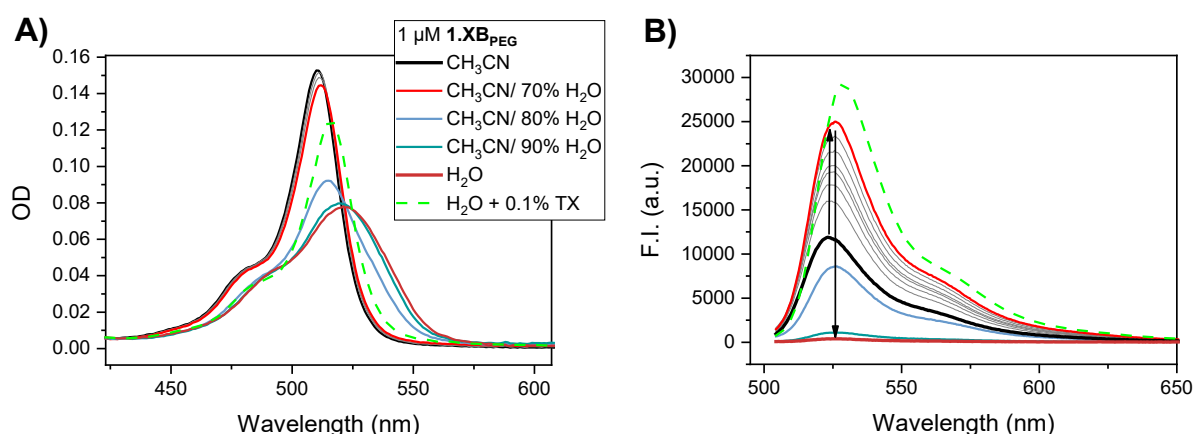 A)
1 μM 1.XB_PEG
CH₃CN
CH₃CN/ 70% H₂O
CH₃CN/ 80% H₂O
CH₃CN/ 90% H₂O
H₂O
H₂O + 0.1% TX
0.16
0.14
0.12
0.10
0.08
0.06
0.04
0.02
0.00
OD
450 500 550 600
Wavelength (nm)
B)
30000
25000
20000
15000
10000
5000
0
F.I. (a.u.)
500 550 600 650
Wavelength (nm)